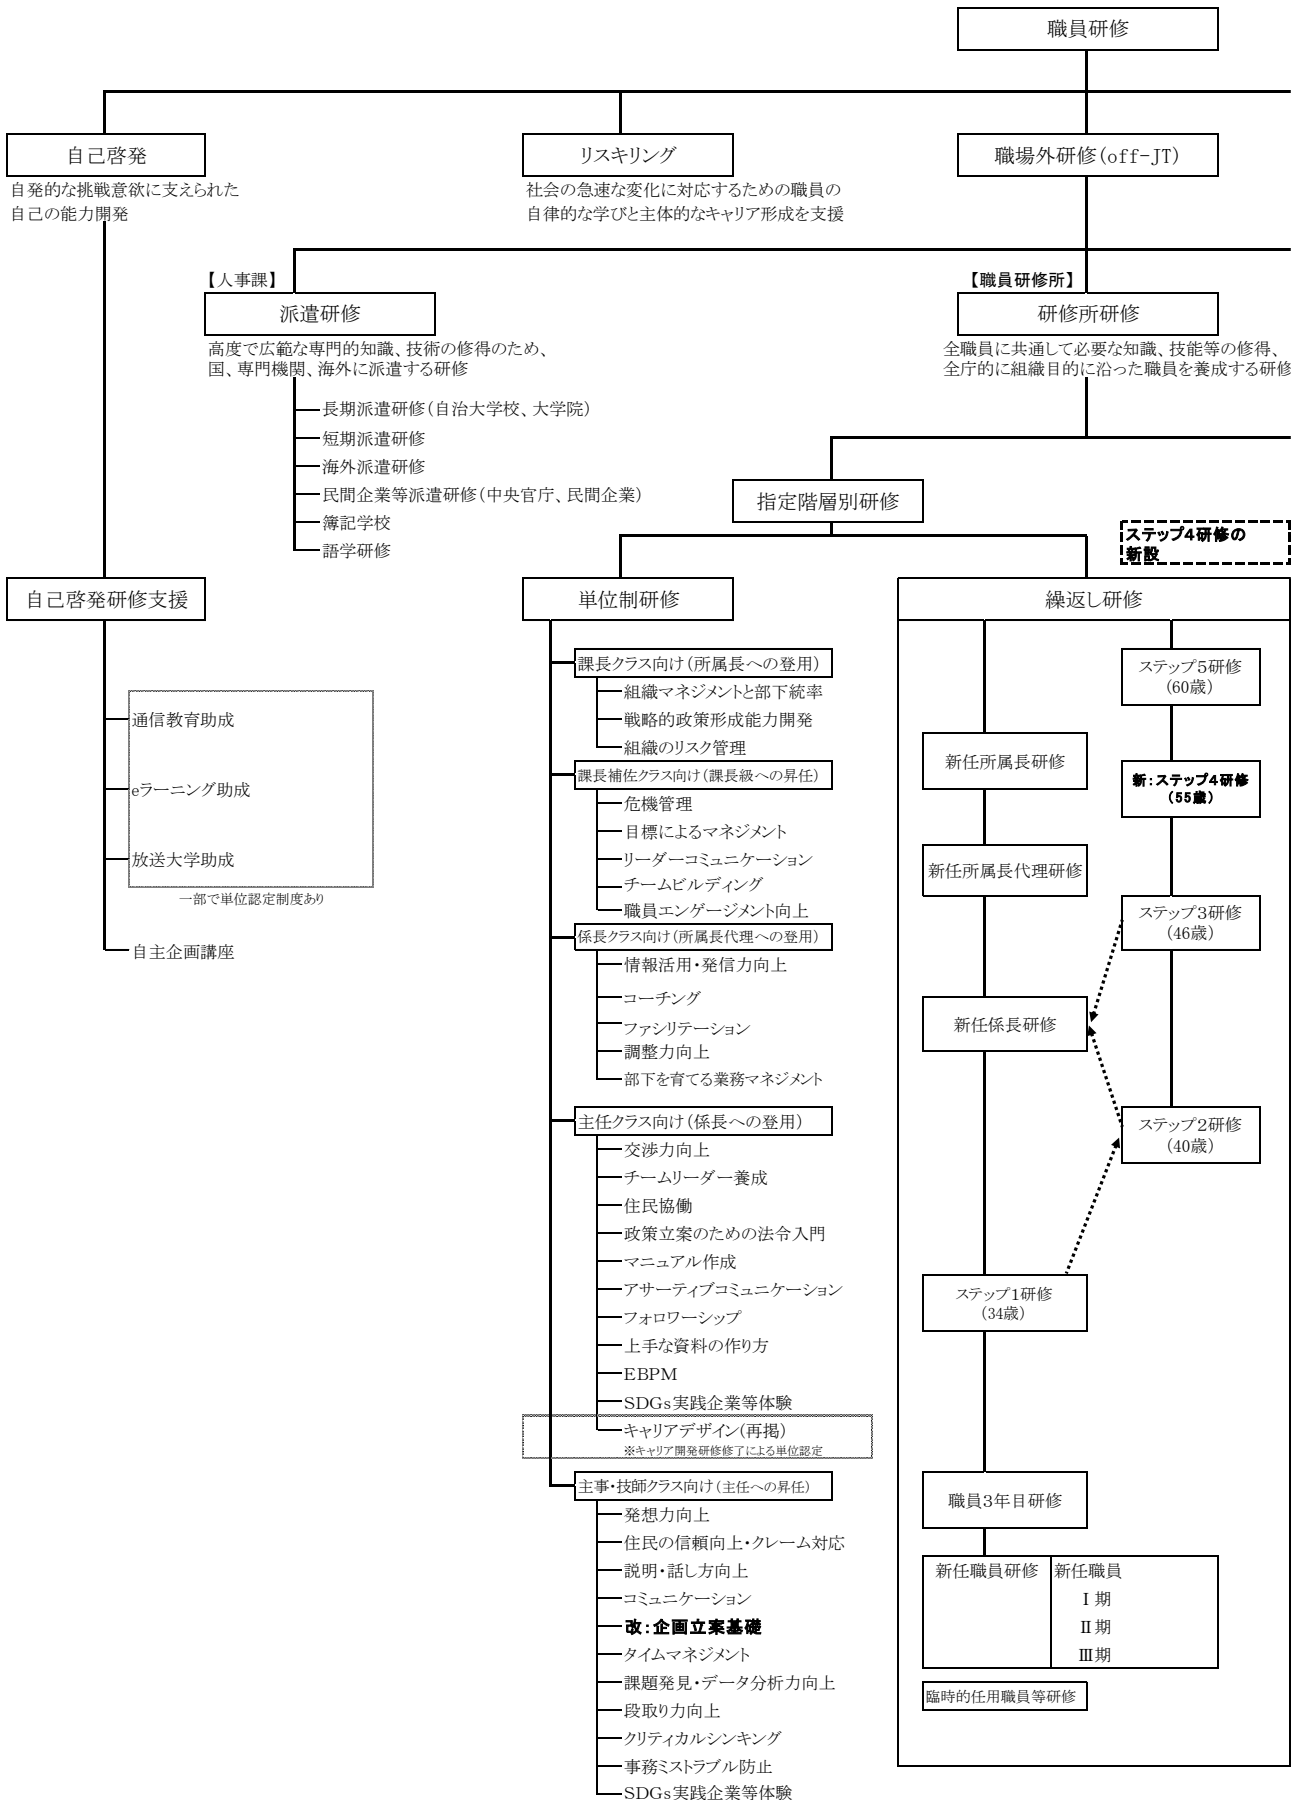 職員研修
自己啓発
自発的な挑戦意欲に支えられた
自己の能力開発
リスキリング
社会の急速な変化に対応するための職員の
自律的な学びと主体的なキャリア形成を支援
職場外研修(off-JT)
【人事課】
派遣研修
高度で広範な専門的知識、技術の修得のため、
国、専門機関、海外に派遣する研修
長期派遣研修(自治大学校、大学院)
短期派遣研修
海外派遣研修
民間企業等派遣研修(中央官庁、民間企業)
簿記学校
語学研修
【職員研修所】
研修所研修
全職員に共通して必要な知識、技能等の修得、
全庁的に組織目的に沿った職員を養成する研修
指定階層別研修
ステップ4研修の
新設
自己啓発研修支援
通信教育助成
eラーニング助成
放送大学助成
一部で単位認定制度あり
自主企画講座
単位制研修
課長クラス向け(所属長への登用)
組織マネジメントと部下統率
戦略的政策形成能力開発
組織のリスク管理
課長補佐クラス向け(課長級への昇任)
危機管理
目標によるマネジメント
リーダーコミュニケーション
チームビルディング
職員エンゲージメント向上
係長クラス向け(所属長代理への登用)
情報活用・発信力向上
コーチング
ファシリテーション
調整力向上
部下を育てる業務マネジメント
主任クラス向け(係長への登用)
交渉力向上
チームリーダー養成
住民協働
政策立案のための法令入門
マニュアル作成
アサーティブコミュニケーション
フォロワーシップ
上手な資料の作り方
EBPM
SDGs実践企業等体験
キャリアデザイン(再掲)
※キャリア開発研修修了による単位認定
主事・技師クラス向け(主任への昇任)
発想力向上
住民の信頼向上・クレーム対応
説明・話し方向上
コミュニケーション
改:企画立案基礎
タイムマネジメント
課題発見・データ分析力向上
段取り力向上
クリティカルシンキング
事務ミストラブル防止
SDGs実践企業等体験
繰返し研修
ステップ5研修
(60歳)
新任所属長研修
新:ステップ4研修
(55歳)
新任所属長代理研修
ステップ3研修
(46歳)
新任係長研修
ステップ2研修
(40歳)
ステップ1研修
(34歳)
職員3年目研修
新任職員研修
新任職員
Ⅰ期
Ⅱ期
Ⅲ期
臨時的任用職員等研修